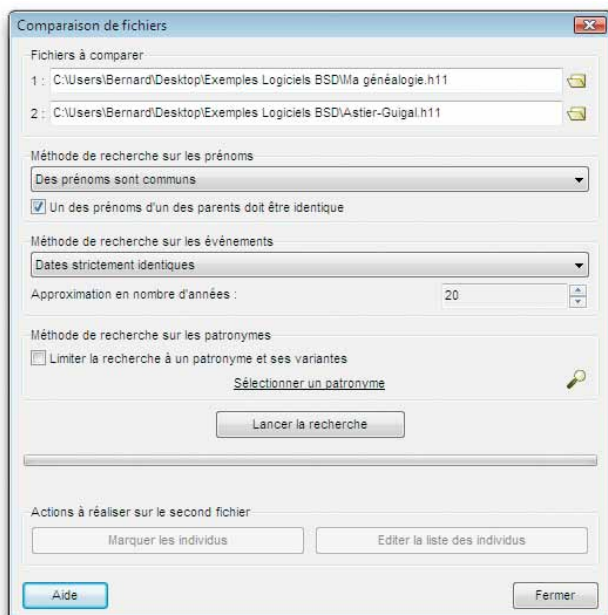 Comparaison de fichiers
Fichiers à comparer
1 : C:\Users\Bernard\Desktop\Exemples Logiciels BSD\Ma généalogie.h11
2 : C:\Users\Bernard\Desktop\Exemples Logiciels BSD\Astier-Guigal.h11
Méthode de recherche sur les prénoms
Des prénoms sont communs
Un des prénoms d'un des parents doit être identique
Méthode de recherche sur les événements
Dates strictement identiques
Approximation en nombre d'années : 20
Méthode de recherche sur les patronymes
Limiter la recherche à un patronyme et ses variantes
Sélectionner un patronyme
Lancer la recherche
Actions à réaliser sur le second fichier
Marquer les individus Editer la liste des individus
Aide Fermer